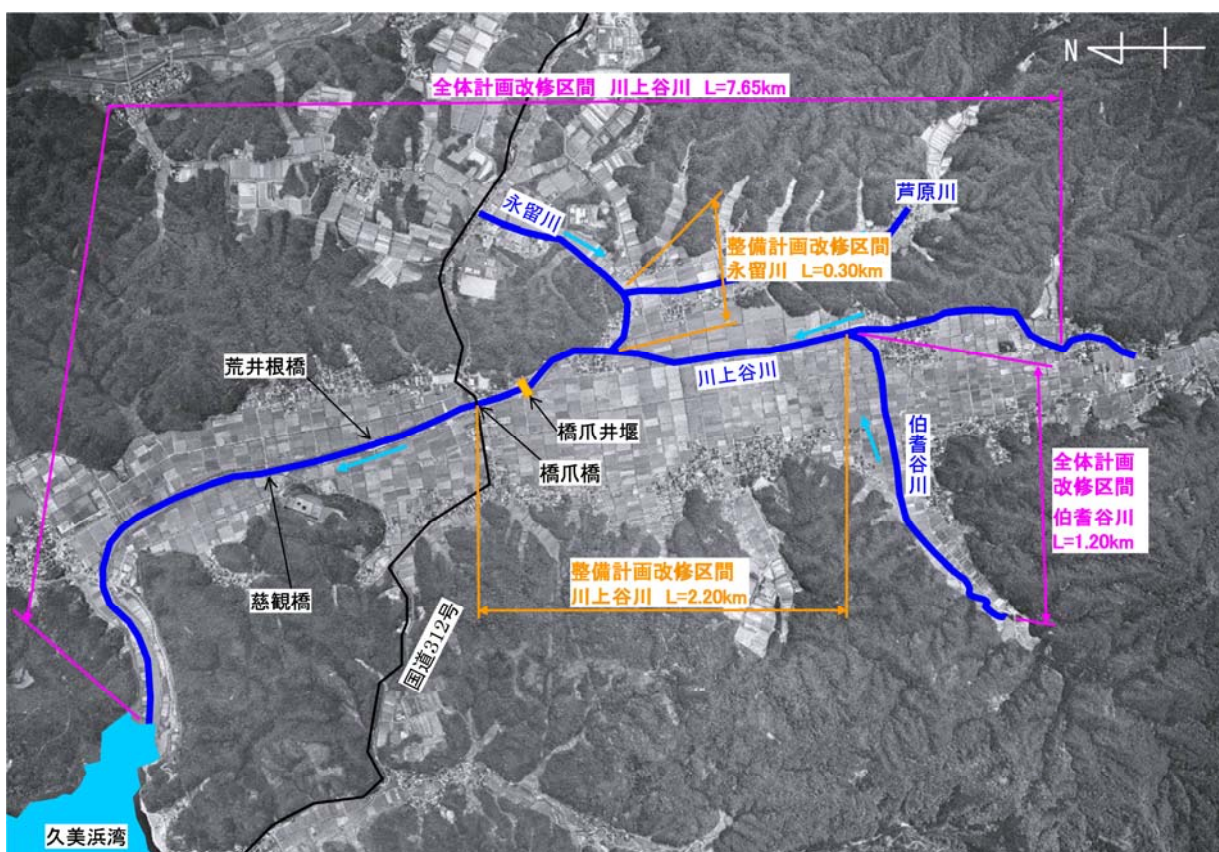 N
全体計画改修区間 川上谷川 L=7.65km
芦原川
永留川
整備計画改修区間
永留川 L=0.30km
川上谷川
荒井根橋
橋爪井堰
橋爪橋
伯耆谷川
全体計画
改修区間
伯耆谷川
L=1.20km
整備計画改修区間
川上谷川 L=2.20km
慈観橋
国道312号
久美浜湾